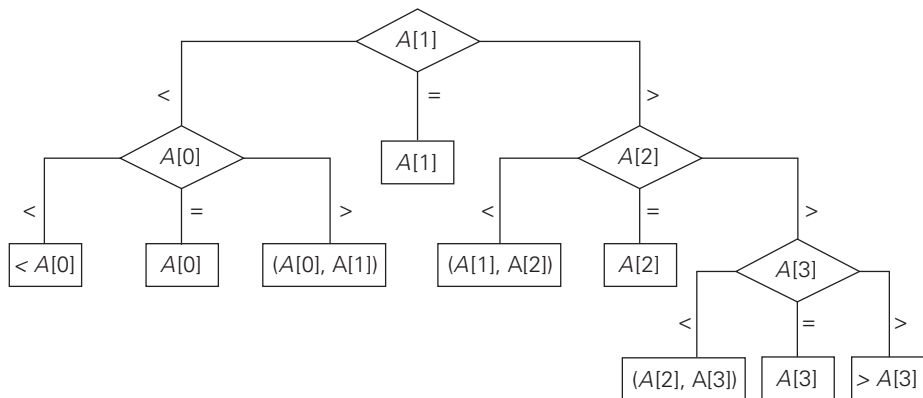 A[1]
< = >
A[0] A[1] A[2]
< = > < = >
< A[0] A[0] (A[0], A[1]) (A[1], A[2]) A[2] A[3]
< = >
(A[2], A[3]) A[3] > A[3]